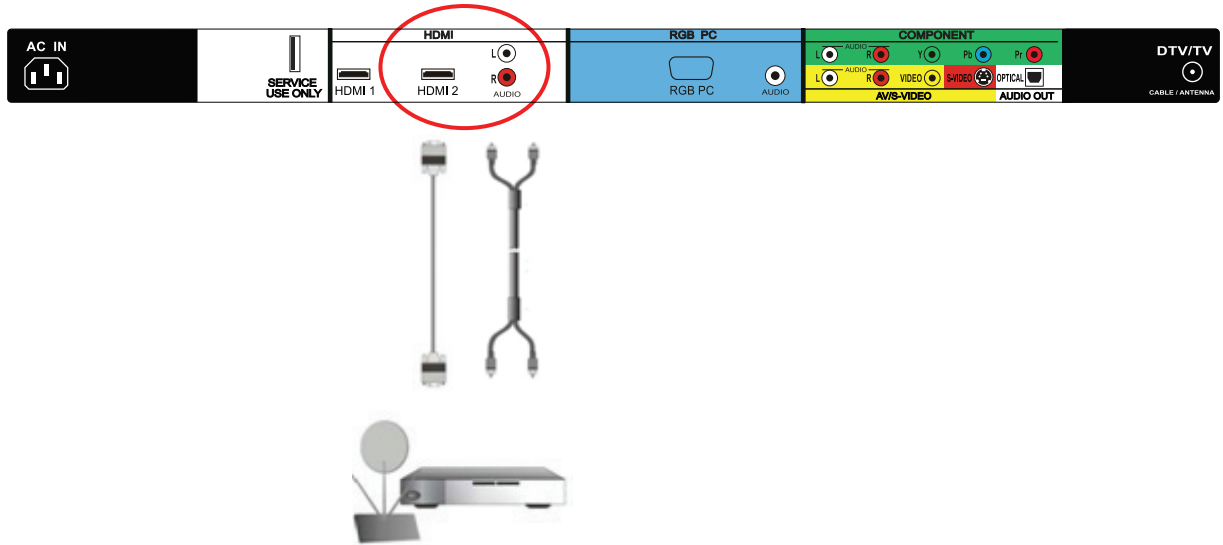 AC IN
SERVICE
USE ONLY
HDMI
HDMI 1
HDMI 2
L
R
AUDIO
RGB PC
RGB PC
AUDIO
COMPONENT
L AUDIO R Y Pb Pr
L AUDIO R VIDEO S-VIDEO OPTICAL
AV/S-VIDEO
AUDIO OUT
DTV/TV
CABLE / ANTENNA